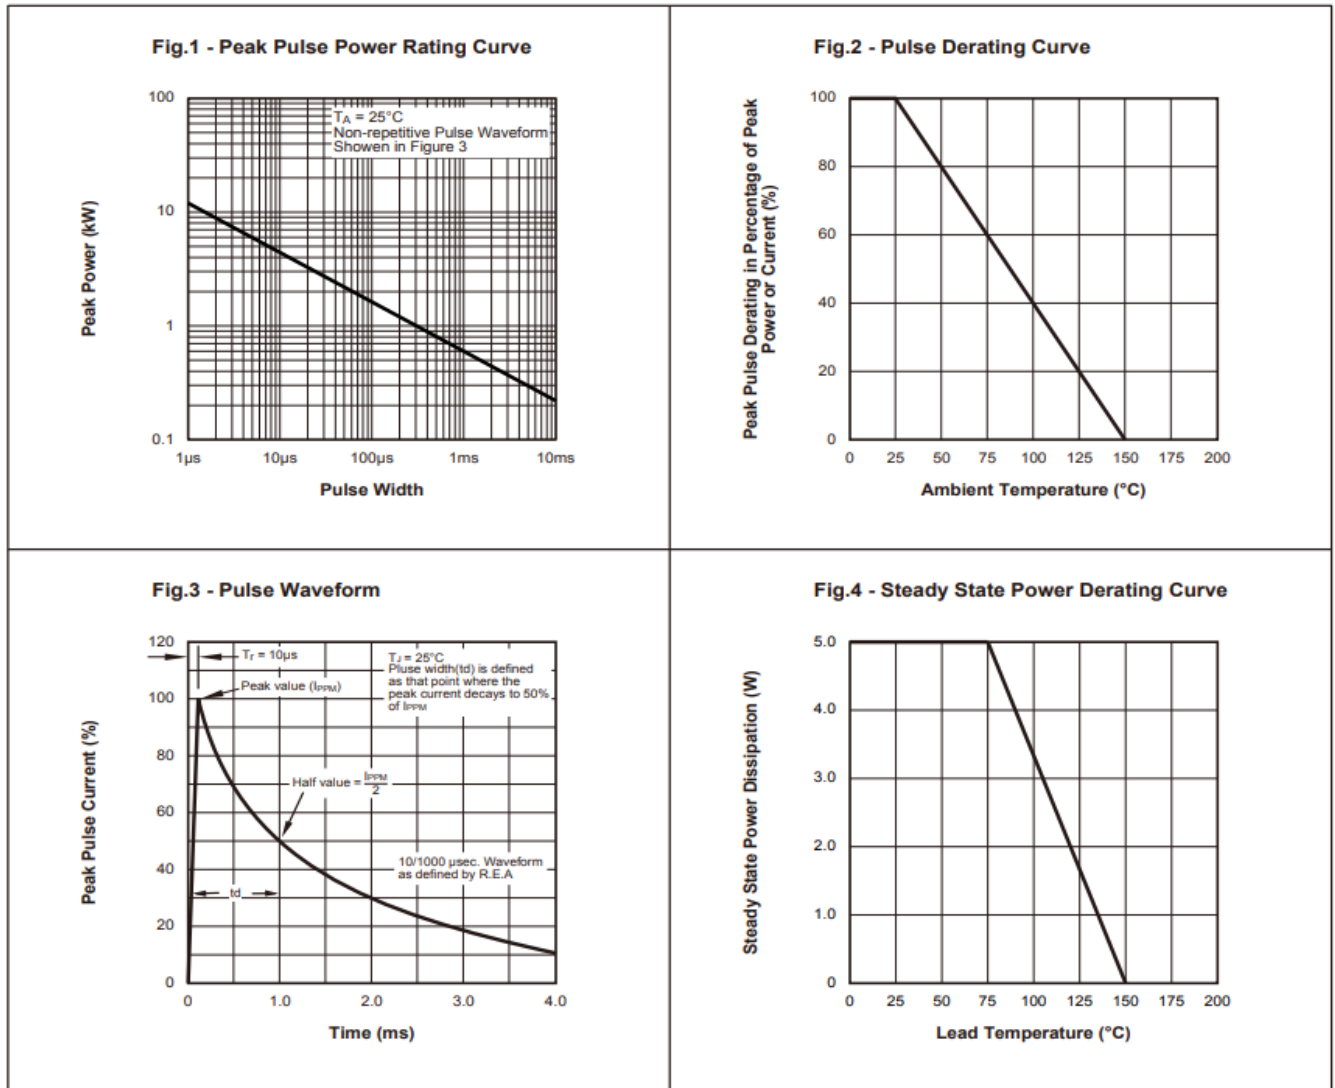 Fig.1 - Peak Pulse Power Rating Curve
100
10
1
0.1
Peak Power (kW)
TA = 25°C
Non-repetitive Pulse Waveform
Showen in Figure 3
1µs 10µs 100µs 1ms 10ms
Pulse Width
Fig.2 - Pulse Derating Curve
Peak Pulse Derating in Percentage of Peak
Power or Current (%)
100
80
60
40
20
0
0 25 50 75 100 125 150 175 200
Ambient Temperature (°C)
Fig.3 - Pulse Waveform
120
100
80
60
40
20
0
Peak Pulse Current (%)
Tr = 10µs
Peak value (IPPM)
TJ = 25°C
Pluse width(td) is defined
as that point where the
peak current decays to 50%
of IPPM
Half value = IPPM
2
10/1000 µsec. Waveform
as defined by R.E.A
td
0 1.0 2.0 3.0 4.0
Time (ms)
Fig.4 - Steady State Power Derating Curve
Steady State Power Dissipation (W)
5.0
4.0
3.0
2.0
1.0
0
0 25 50 75 100 125 150 175 200
Lead Temperature (°C)